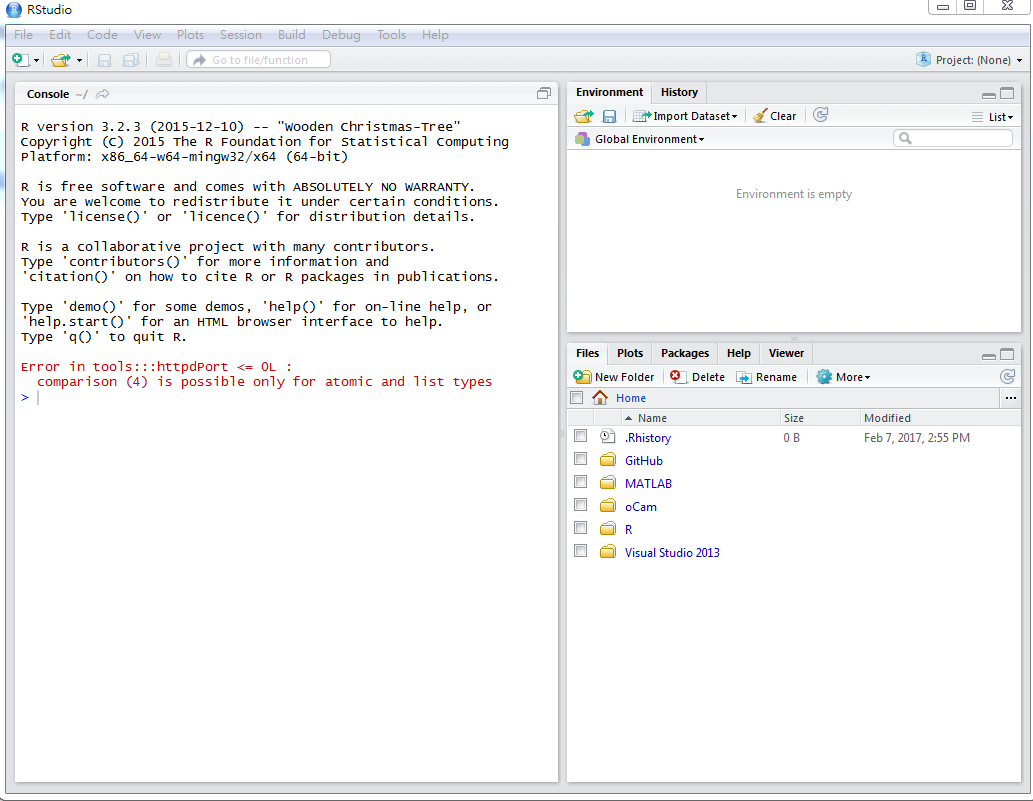 RStudio
File Edit Code View Plots Session Build Debug Tools Help
Go to file/function
Project: (None)
Console ~/
R version 3.2.3 (2015-12-10) -- "Wooden Christmas-Tree"
Copyright (C) 2015 The R Foundation for Statistical Computing
Platform: x86_64-w64-mingw32/x64 (64-bit)
R is free software and comes with ABSOLUTELY NO WARRANTY.
You are welcome to redistribute it under certain conditions.
Type 'license()' or 'licence()' for distribution details.
R is a collaborative project with many contributors.
Type 'contributors()' for more information and
'citation()' on how to cite R or R packages in publications.
Type 'demo()' for some demos, 'help()' for on-line help, or
'help.start()' for an HTML browser interface to help.
Type 'q()' to quit R.
Error in tools:::httpdPort <= 0L :
comparison (4) is possible only for atomic and list types
>
Environment History
Import Dataset Clear List
Global Environment
Environment is empty
Files Plots Packages Help Viewer
New Folder Delete Rename More
Home ...
Name Size Modified
.Rhistory 0 B Feb 7, 2017, 2:55 PM
GitHub
MATLAB
oCam
R
Visual Studio 2013